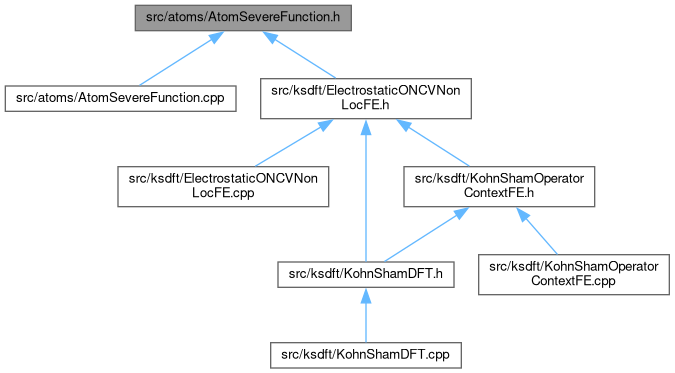 src/atoms/AtomSevereFunction.h
src/atoms/AtomSevereFunction.cpp
src/ksdft/ElectrostaticONCVNon
LocFE.h
src/ksdft/ElectrostaticONCVNon
LocFE.cpp
src/ksdft/KohnShamOperator
ContextFE.h
src/ksdft/KohnShamDFT.h
src/ksdft/KohnShamOperator
ContextFE.cpp
src/ksdft/KohnShamDFT.cpp